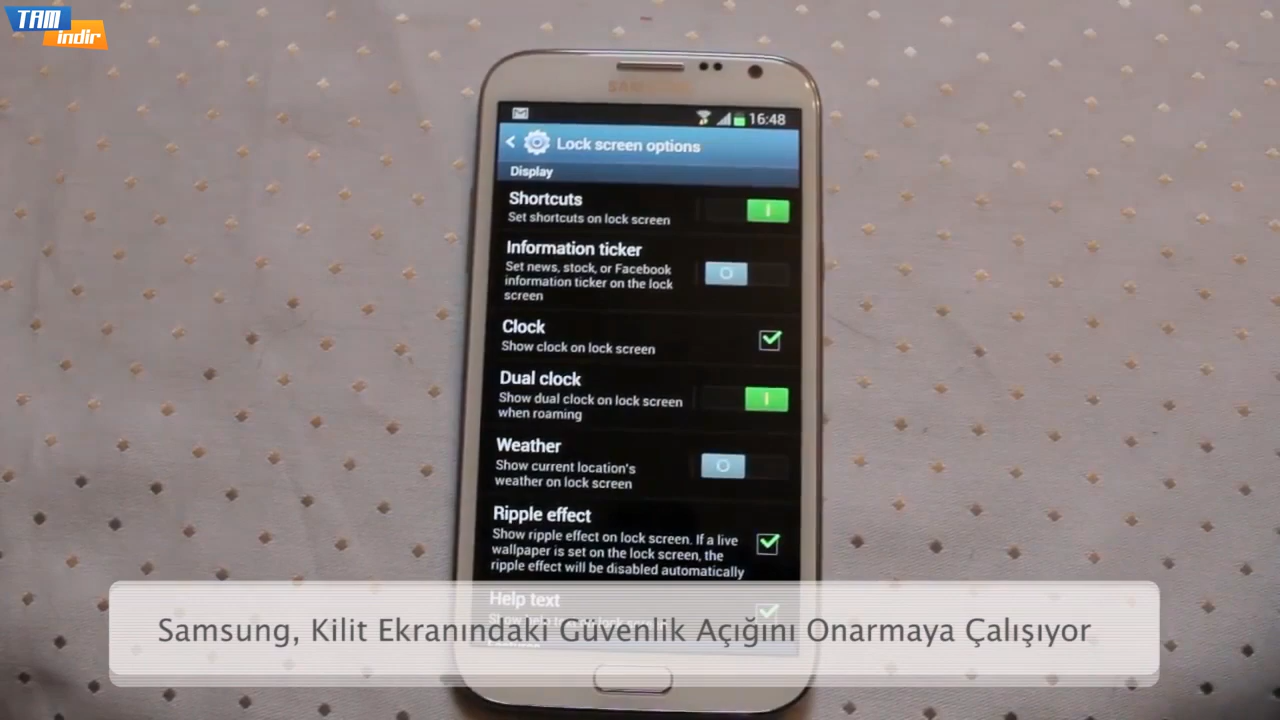 TAM
indir
SAMSUNG
16:48
Lock screen options
Display
Shortcuts
Set shortcuts on lock screen
Information ticker
Set news, stock, or Facebook
information ticker on the lock
screen
Clock
Show clock on lock screen
Dual clock
Show dual clock on lock screen
when roaming
Weather
Show current location's
weather on lock screen
Ripple effect
Show ripple effect on lock screen. If a live
wallpaper is set on the lock screen, the
ripple effect will be disabled automatically
Help text
Samsung, Kilit Ekranındaki Güvenlik Açığını Onarmaya Çalışıyor